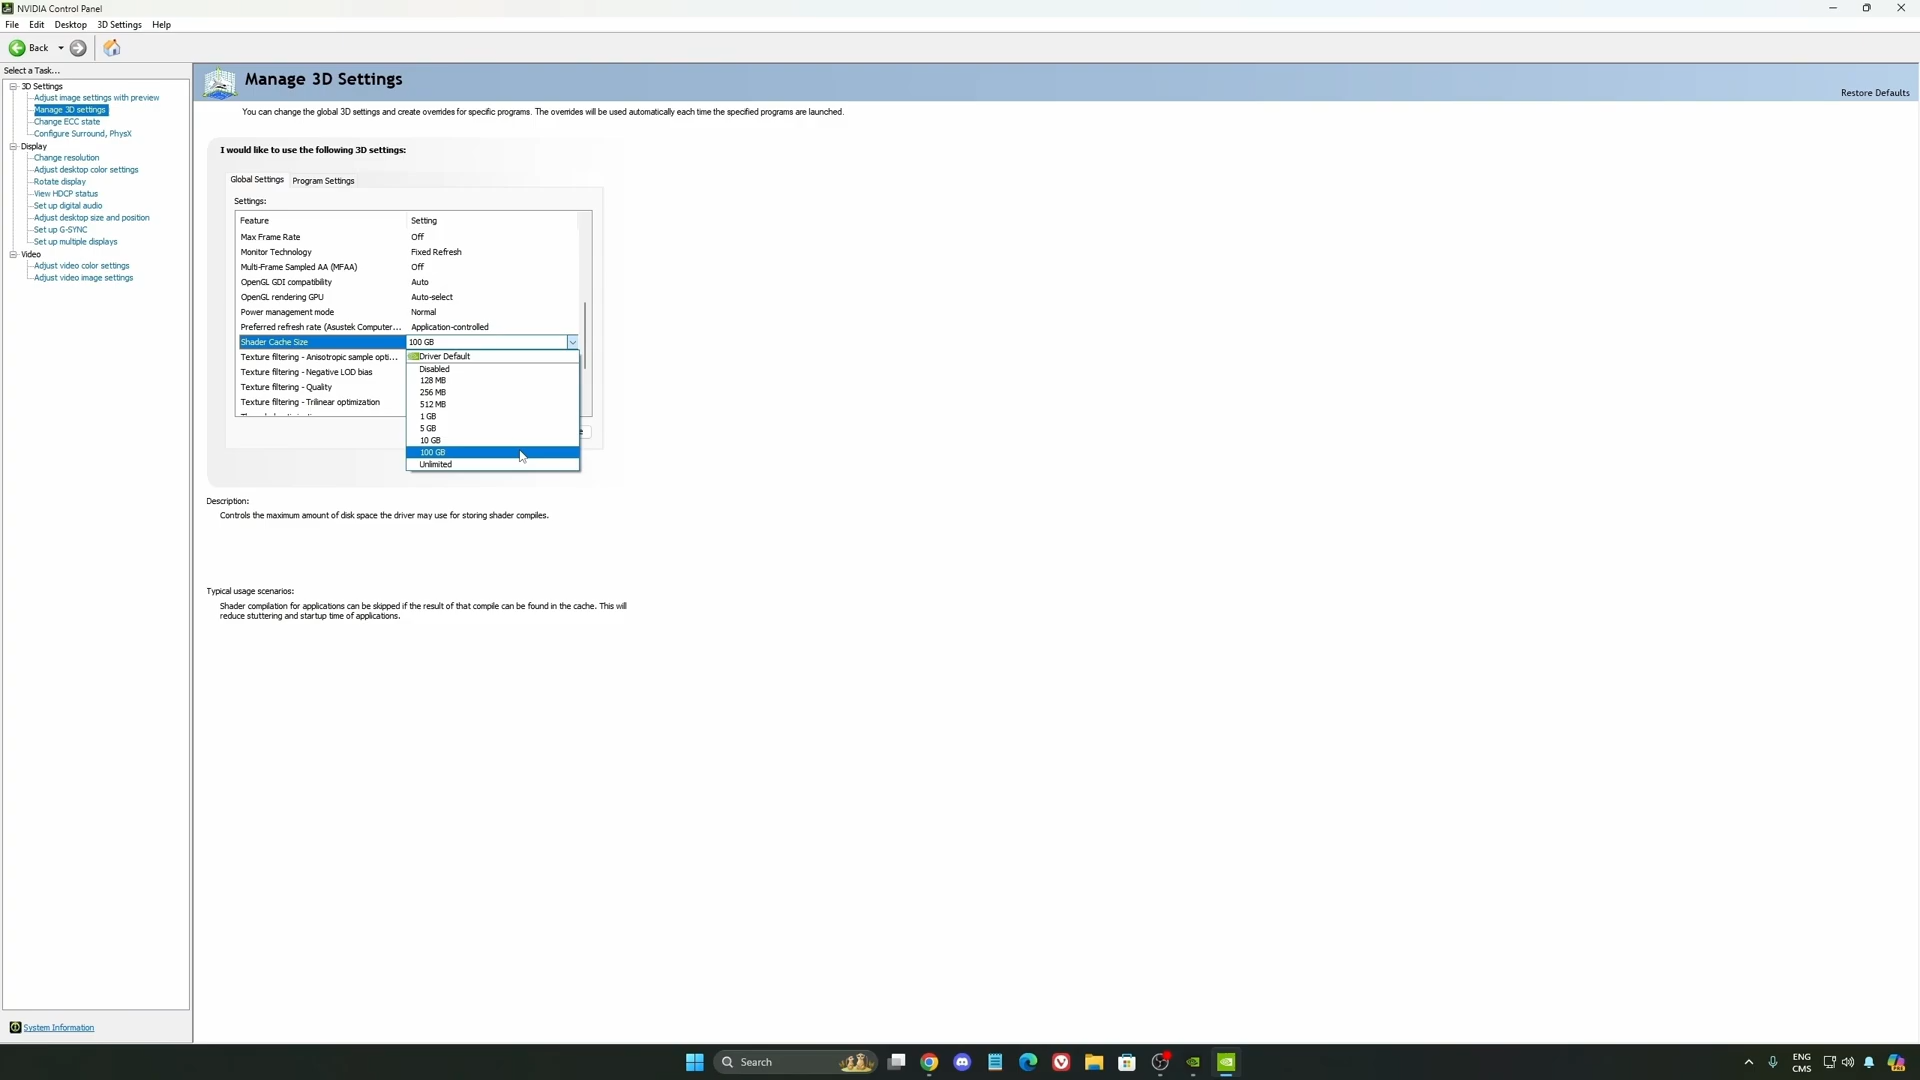 NVIDIA Control Panel
File Edit Desktop 3D Settings Help
Back
Select a Task...
3D Settings
Adjust image settings with preview
Manage 3D settings
Change ECC state
Configure Surround, PhysX
Display
Change resolution
Adjust desktop color settings
Rotate display
View HDCP status
Set up digital audio
Adjust desktop size and position
Set up G-SYNC
Set up multiple displays
Video
Adjust video color settings
Adjust video image settings
System Information
Manage 3D Settings
Restore Defaults
You can change the global 3D settings and create overrides for specific programs. The overrides will be used automatically each time the specified programs are launched.
I would like to use the following 3D settings:
Global Settings Program Settings
Settings:
Feature Setting
Max Frame Rate Off
Monitor Technology Fixed Refresh
Multi-Frame Sampled AA (MFAA) Off
OpenGL GDI compatibility Auto
OpenGL rendering GPU Auto-select
Power management mode Normal
Preferred refresh rate (Asustek Computer... Application-controlled
Shader Cache Size 100 GB
Texture filtering - Anisotropic sample opti...
Texture filtering - Negative LOD bias
Texture filtering - Quality
Texture filtering - Trilinear optimization
Driver Default
Disabled
128 MB
256 MB
512 MB
1 GB
5 GB
10 GB
100 GB
Unlimited
Description:
Controls the maximum amount of disk space the driver may use for storing shader compiles.
Typical usage scenarios:
Shader compilation for applications can be skipped if the result of that compile can be found in the cache. This will
reduce stuttering and startup time of applications.
Search
ENG
CMS